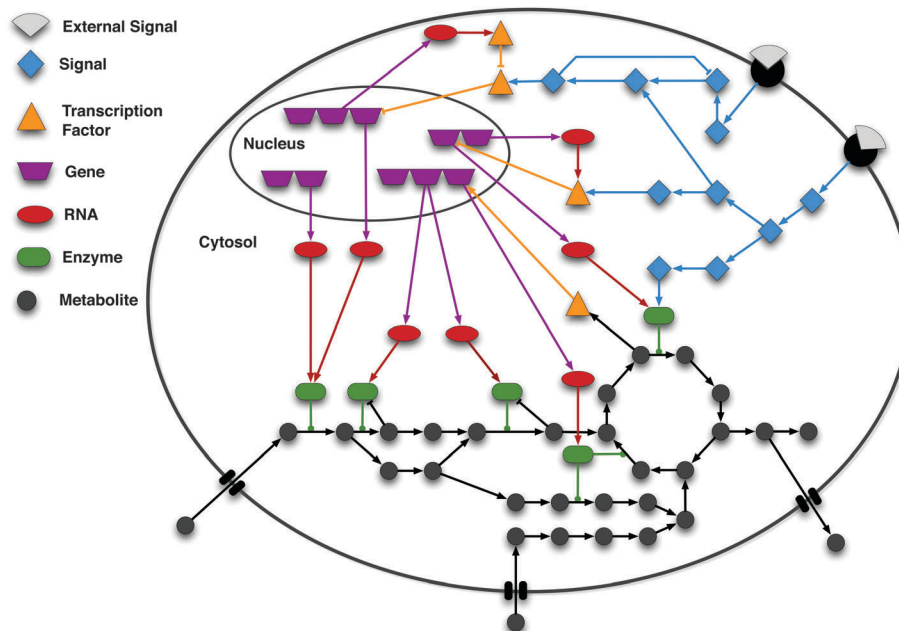 External Signal
Signal
Transcription
Factor
Gene
RNA
Enzyme
Metabolite
Nucleus
Cytosol